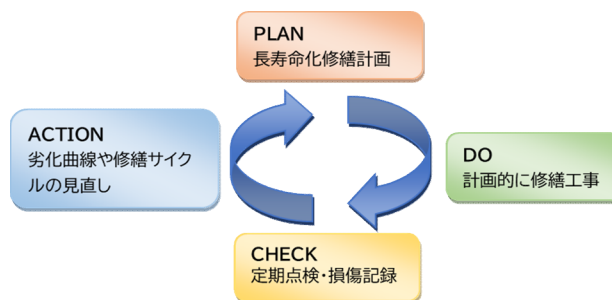 PLAN
長寿命化修繕計画
ACTION
劣化曲線や修繕サイク
ルの見直し
DO
計画的に修繕工事
CHECK
定期点検・損傷記録